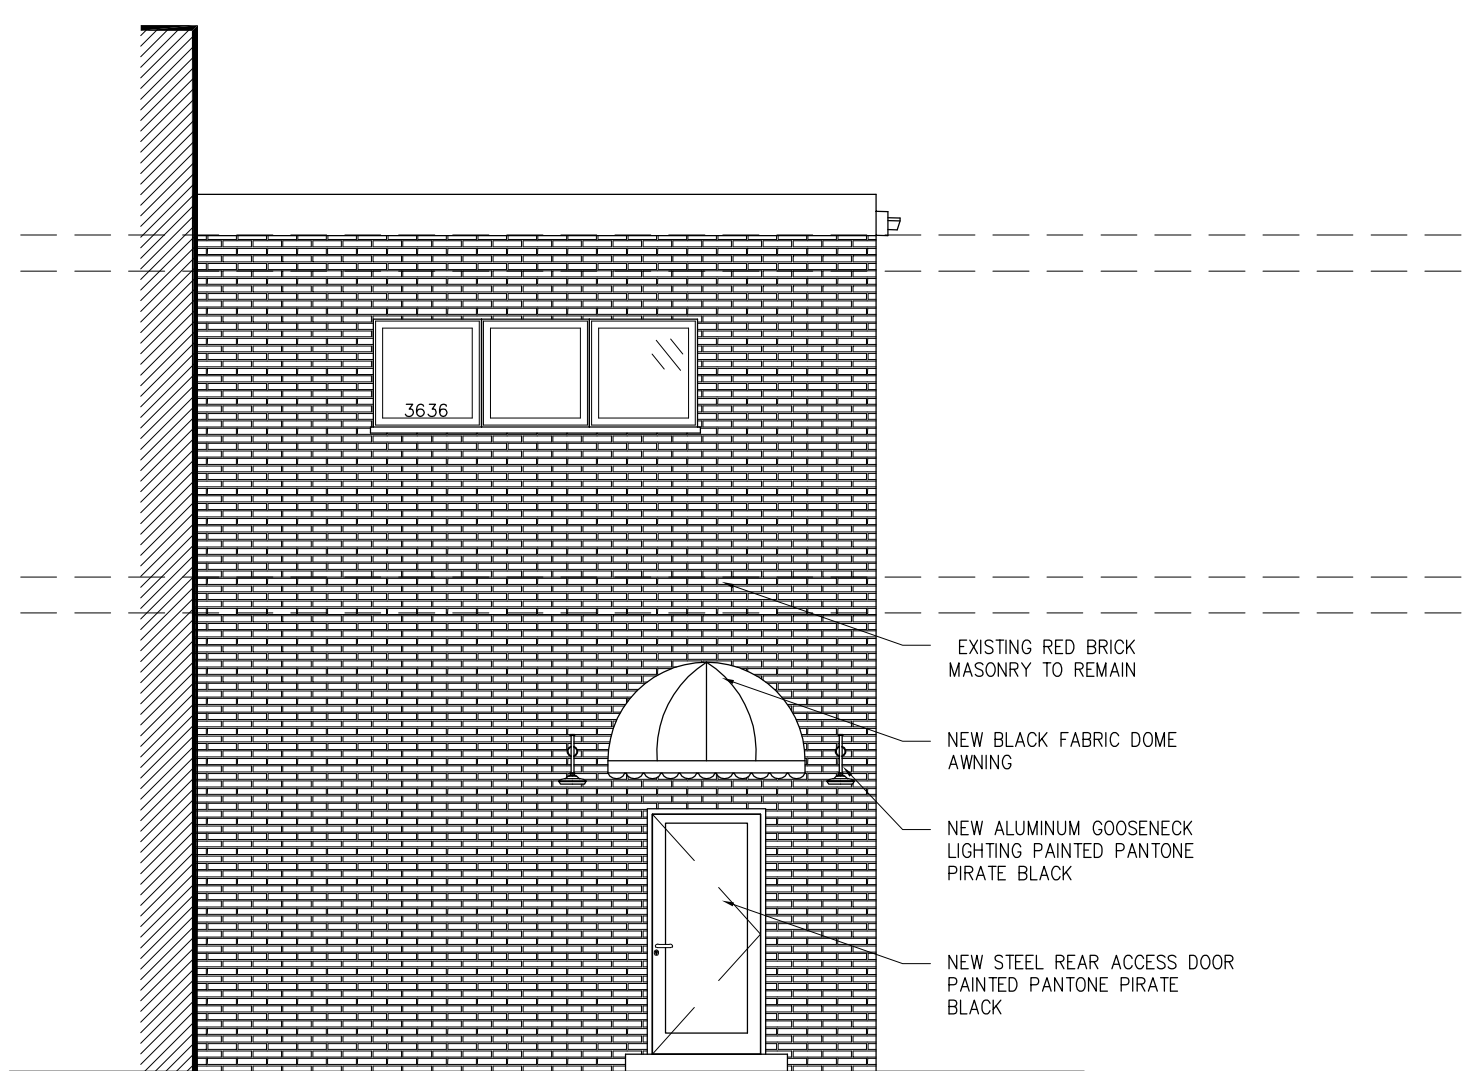 3636
EXISTING RED BRICK
MASONRY TO REMAIN
NEW BLACK FABRIC DOME
AWNING
NEW ALUMINUM GOOSENECK
LIGHTING PAINTED PANTONE
PIRATE BLACK
NEW STEEL REAR ACCESS DOOR
PAINTED PANTONE PIRATE
BLACK